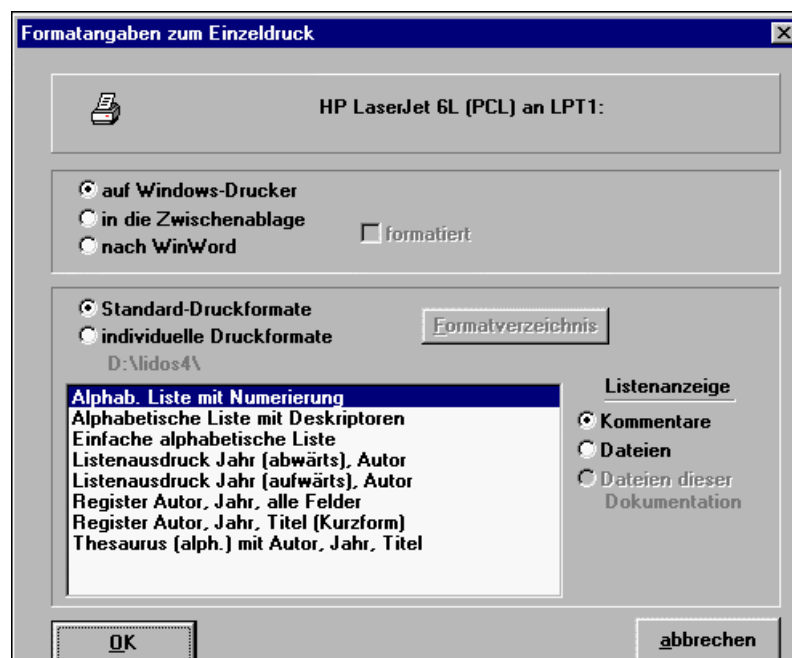 Formatangaben zum Einzeldruck
HP LaserJet 6L (PCL) an LPT1:
auf Windows-Drucker
in die Zwischenablage
nach WinWord
formatiert
Standard-Druckformate
individuelle Druckformate
Formatverzeichnis
D:\lidos4\
Alphab. Liste mit Numerierung
Alphabetische Liste mit Deskriptoren
Einfache alphabetische Liste
Listenausdruck Jahr (abwärts), Autor
Listenausdruck Jahr (aufwärts), Autor
Register Autor, Jahr, alle Felder
Register Autor, Jahr, Titel (Kurzform)
Thesaurus (alph.) mit Autor, Jahr, Titel
Listenanzeige
Kommentare
Dateien
Dateien dieser
Dokumentation
OK
abbrechen